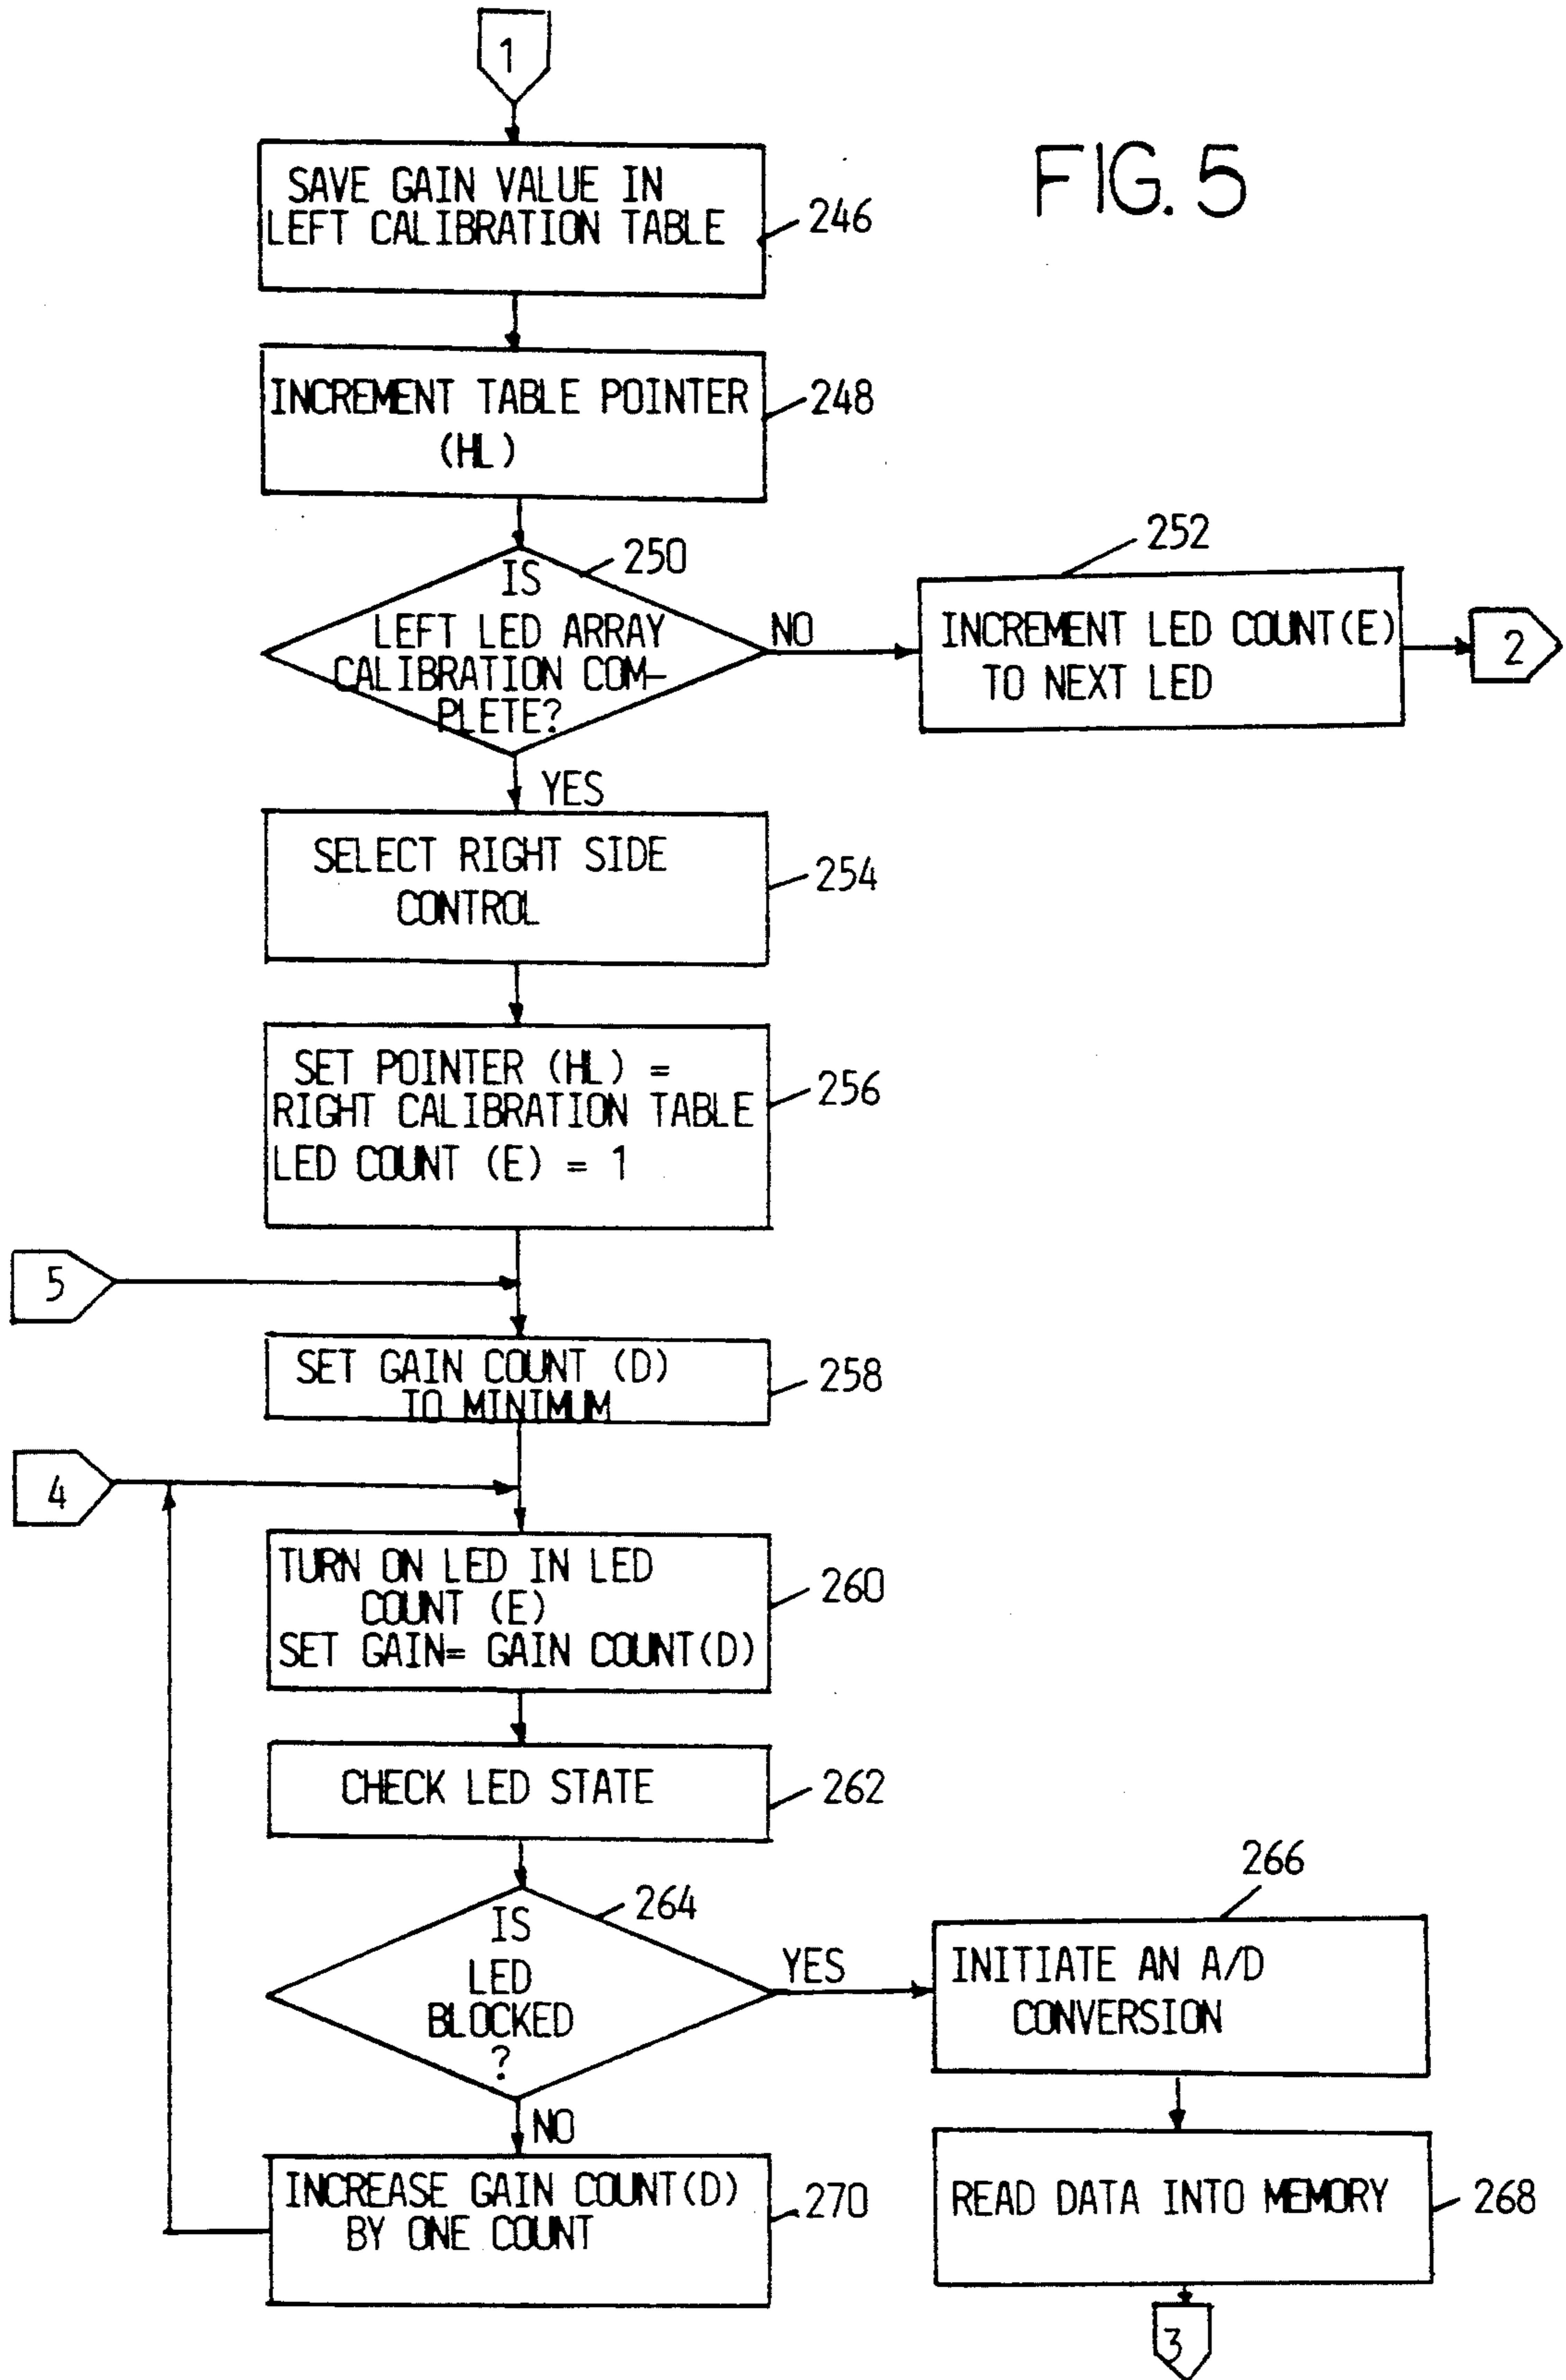 1
FIG. 5
SAVE GAIN VALUE IN
LEFT CALIBRATION TABLE
246
INCREMENT TABLE POINTER
(HL)
248
250
IS
LEFT LED ARRAY
CALIBRATION COM-
PLETE?
NO
252
INCREMENT LED COUNT(E)
TO NEXT LED
2
YES
SELECT RIGHT SIDE
CONTROL
254
SET POINTER (HL) =
RIGHT CALIBRATION TABLE
LED COUNT (E) = 1
256
5
SET GAIN COUNT (D)
TO MINIMUM
258
4
TURN ON LED IN LED
COUNT (E)
SET GAIN= GAIN COUNT(D)
260
CHECK LED STATE
262
264
IS
LED
BLOCKED
?
YES
266
INITIATE AN A/D
CONVERSION
NO
INCREASE GAIN COUNT(D)
BY ONE COUNT
270
READ DATA INTO MEMORY
268
3